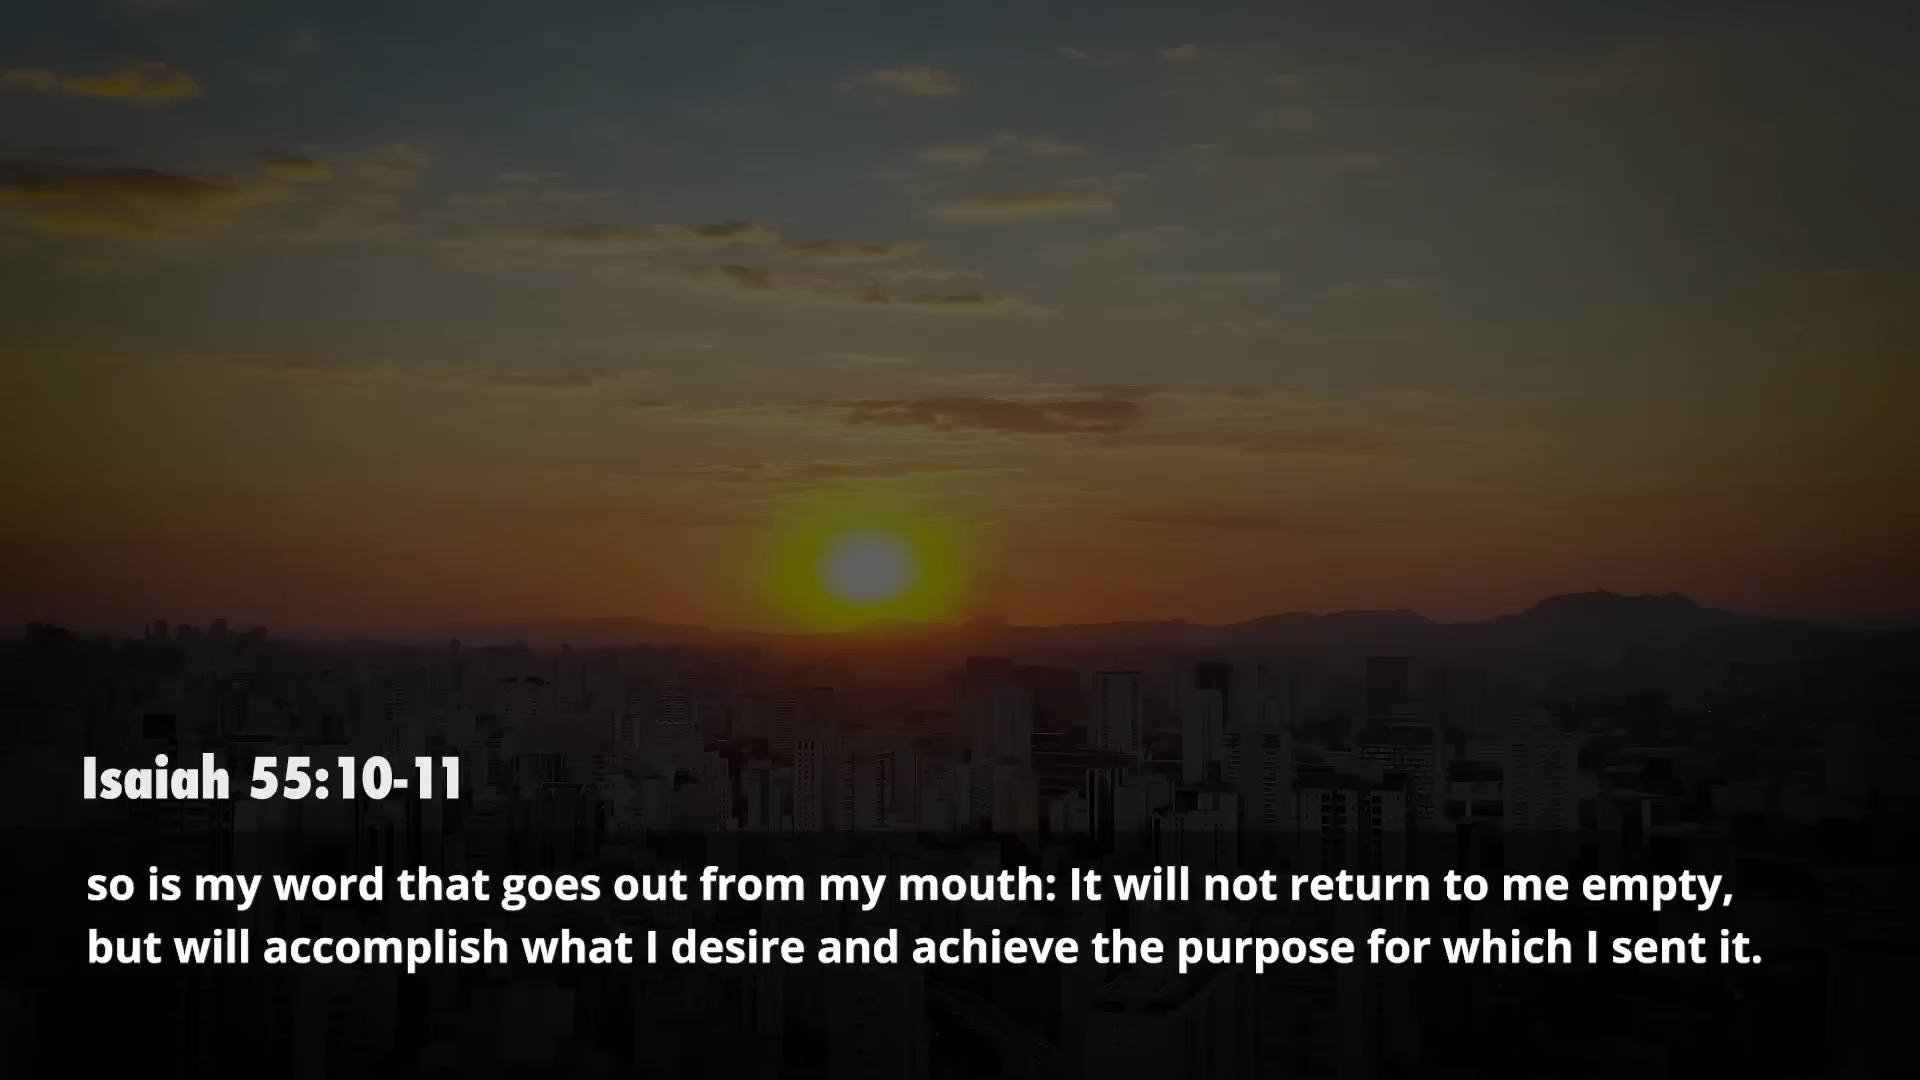 Isaiah 55:10-11
so is my word that goes out from my mouth: It will not return to me empty,
but will accomplish what I desire and achieve the purpose for which I sent it.